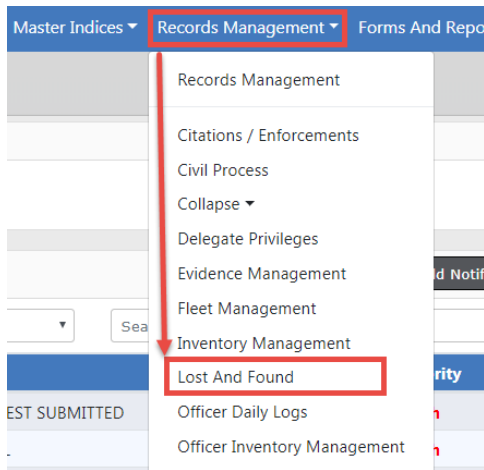 Master Indices Records Management Forms And Repo
Records Management
Citations / Enforcements
Civil Process
Collapse
Delegate Privileges
Evidence Management
ld Notif
Fleet Management
Sea
Inventory Management
Lost And Found
rity
EST SUBMITTED
Officer Daily Logs
Officer Inventory Management